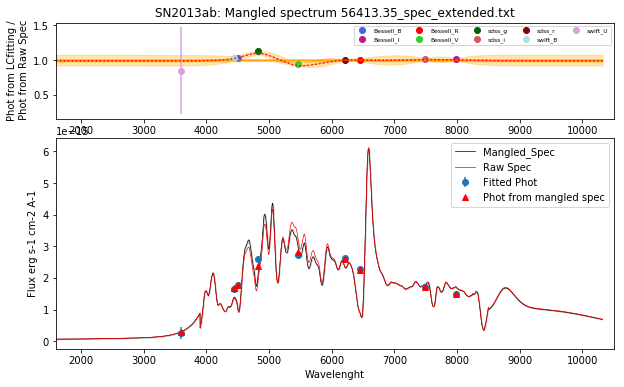 SN2013ab: Mangled spectrum 56413.35_spec_extended.txt
Phot from LCfitting /
Phot from Raw Spec
1.5
1.0
0.5
Bessell_B Bessell_R sdss_g sdss_r swift_U
Bessell_I Bessell_V sdss_i swift_B
2000 3000 4000 5000 6000 7000 8000 9000 10000
1e−15
Flux erg s-1 cm-2 A-1
6
5
4
3
2
1
0
Mangled_Spec
Raw Spec
Fitted Phot
Phot from mangled spec
2000 3000 4000 5000 6000 7000 8000 9000 10000
Wavelenght